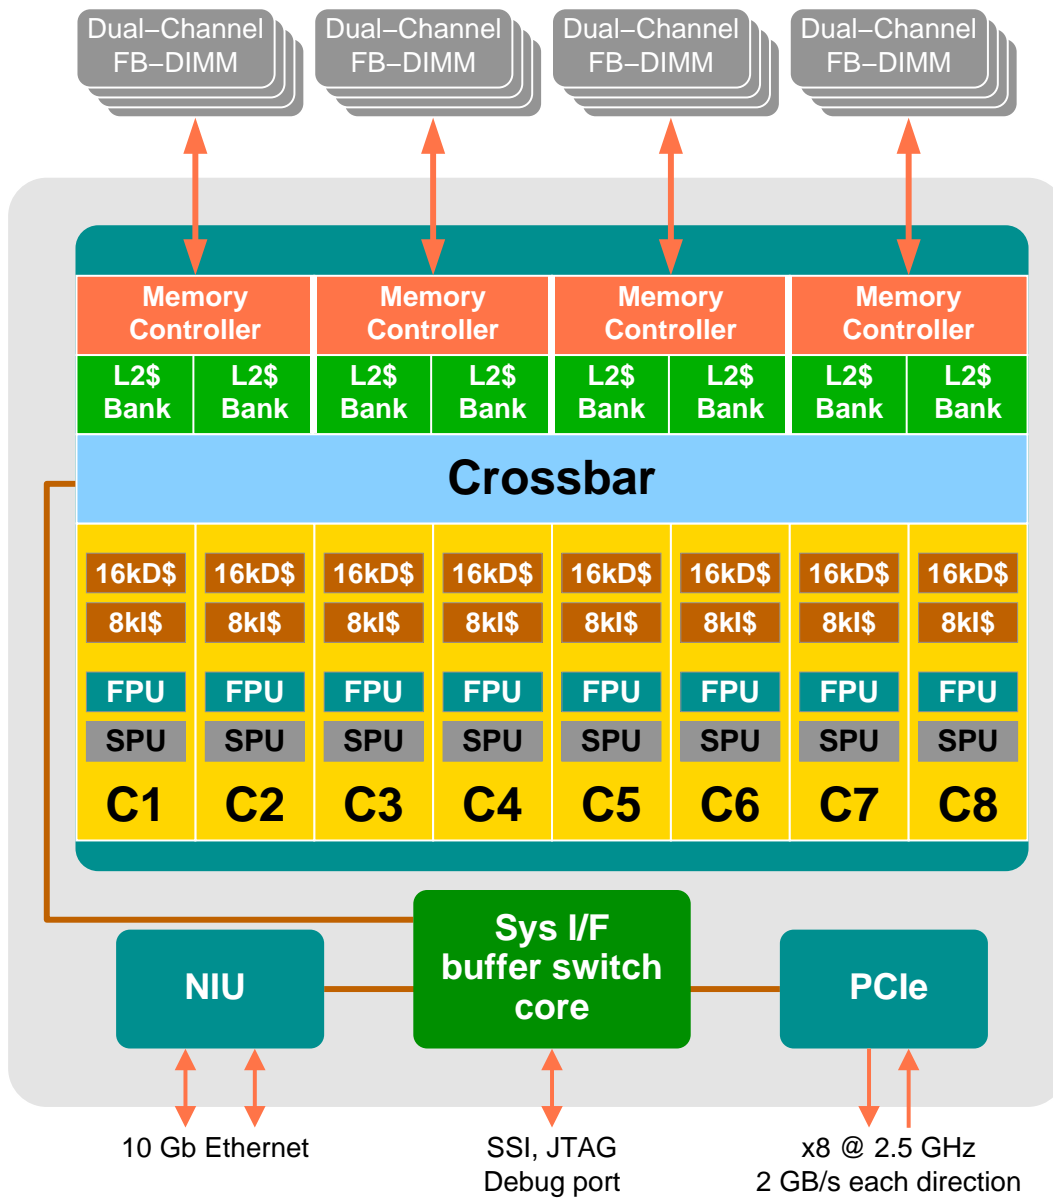 Dual–Channel
FB–DIMM
Dual–Channel
FB–DIMM
Dual–Channel
FB–DIMM
Dual–Channel
FB–DIMM
Memory
Controller
Memory
Controller
Memory
Controller
Memory
Controller
L2$
Bank
L2$
Bank
L2$
Bank
L2$
Bank
L2$
Bank
L2$
Bank
L2$
Bank
L2$
Bank
Crossbar
16kD$ 16kD$ 16kD$ 16kD$ 16kD$ 16kD$ 16kD$ 16kD$
8kI$ 8kI$ 8kI$ 8kI$ 8kI$ 8kI$ 8kI$ 8kI$
FPU FPU FPU FPU FPU FPU FPU FPU
SPU SPU SPU SPU SPU SPU SPU SPU
C1 C2 C3 C4 C5 C6 C7 C8
NIU
Sys I/F
buffer switch
core
PCIe
10 Gb Ethernet
SSI, JTAG
Debug port
x8 @ 2.5 GHz
2 GB/s each direction